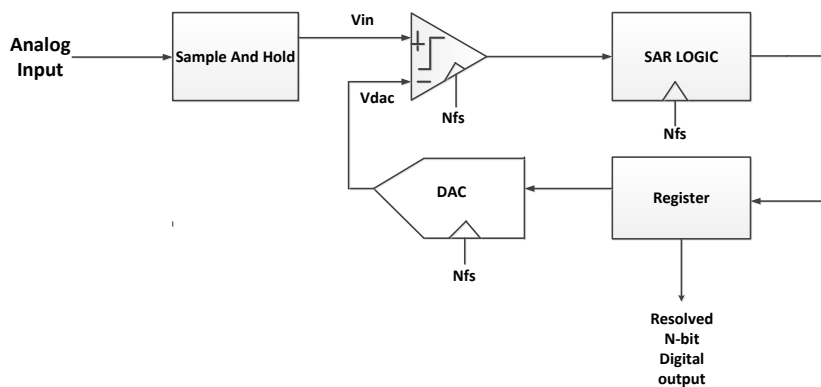 Analog
Input
Sample And Hold
Vin
Vdac
Nfs
SAR LOGIC
Nfs
DAC
Nfs
Register
Resolved
N-bit
Digital
output